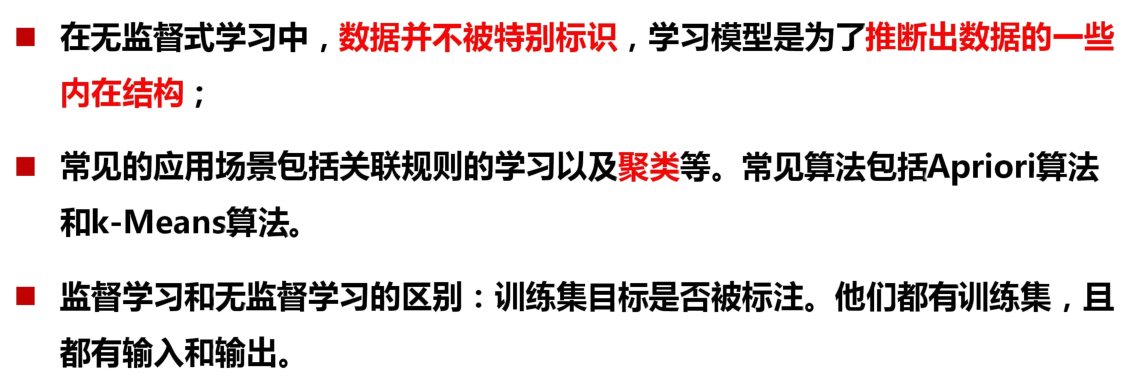 在无监督式学习中，数据并不被特别标识，学习模型是为了推断出数据的一些
内在结构；
常见的应用场景包括关联规则的学习以及聚类等。常见算法包括Apriori算法
和k-Means算法。
监督学习和无监督学习的区别：训练集目标是否被标注。他们都有训练集，且
都有输入和输出。